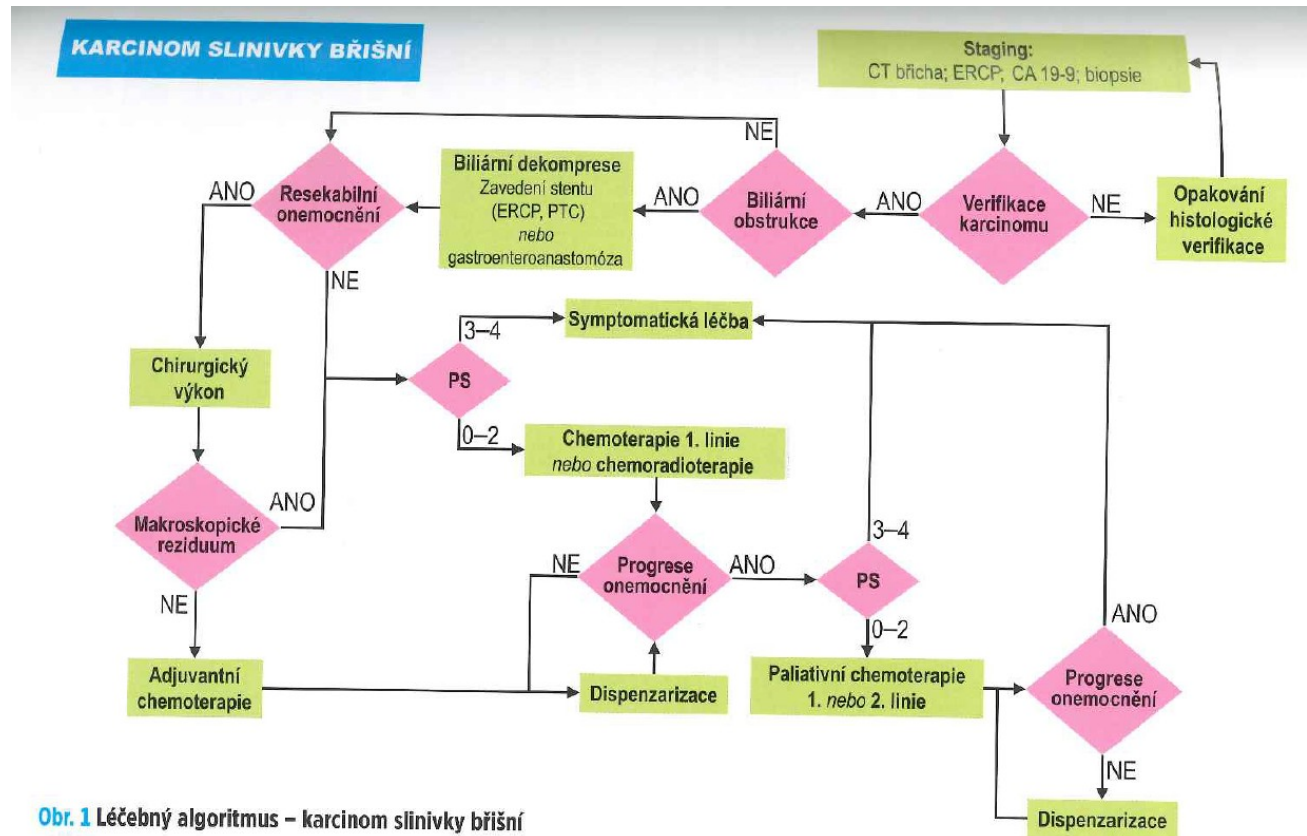 KARCINOM SLINIVKY BŘIŠNÍ
Staging:
CT břicha; ERCP; CA 19-9; biopsie
NE
Biliární dekomprese
Zavedení stentu
(ERCP, PTC)
nebo
gastroenteroanastomóza
ANO
Resekabilní
onemocnění
ANO
Biliární
obstrukce
ANO
Verifikace
karcinomu
NE
Opakování
histologické
verifikace
NE
3–4
Symptomatická léčba
Chirurgický
výkon
PS
0–2
Chemoterapie 1. linie
nebo chemoradioterapie
ANO
Makroskopické
reziduum
3–4
NE
Progrese
onemocnění
ANO
PS
NE
0–2
ANO
Adjuvantní
chemoterapie
Dispenzarizace
Paliativní chemoterapie
1. nebo 2. linie
Progrese
onemocnění
NE
Dispenzarizace
Obr. 1 Léčebný algoritmus – karcinom slinivky břišní